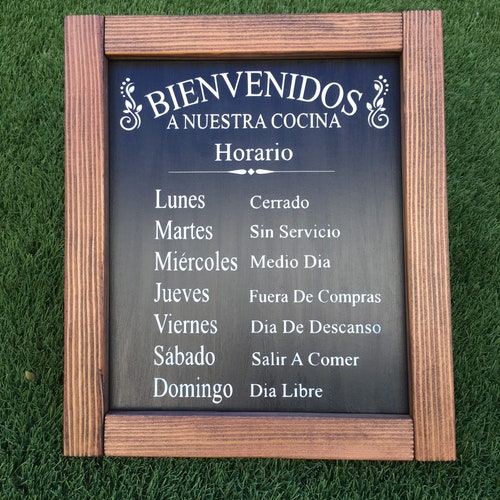 BIENVENIDOS
A NUESTRA COCINA
Horario
Lunes Cerrado
Martes Sin Servicio
Miércoles Medio Dia
Jueves Fuera De Compras
Viernes Dia De Descanso
Sábado Salir A Comer
Domingo Dia Libre